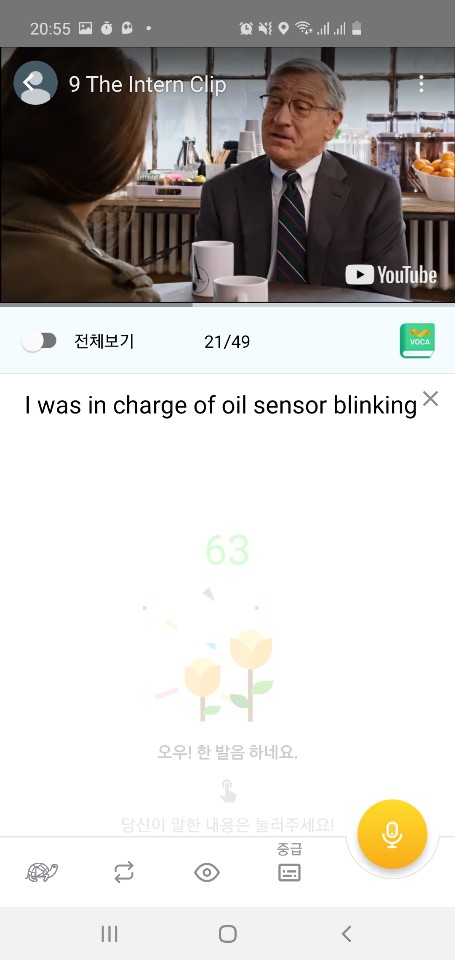 20:55
9 The Intern Clip
YouTube
전체보기
21/49
VOCA
I was in charge of oil sensor blinking
63
오우! 한 발음 하네요.
당신이 말한 내용은 눌러주세요!
중급